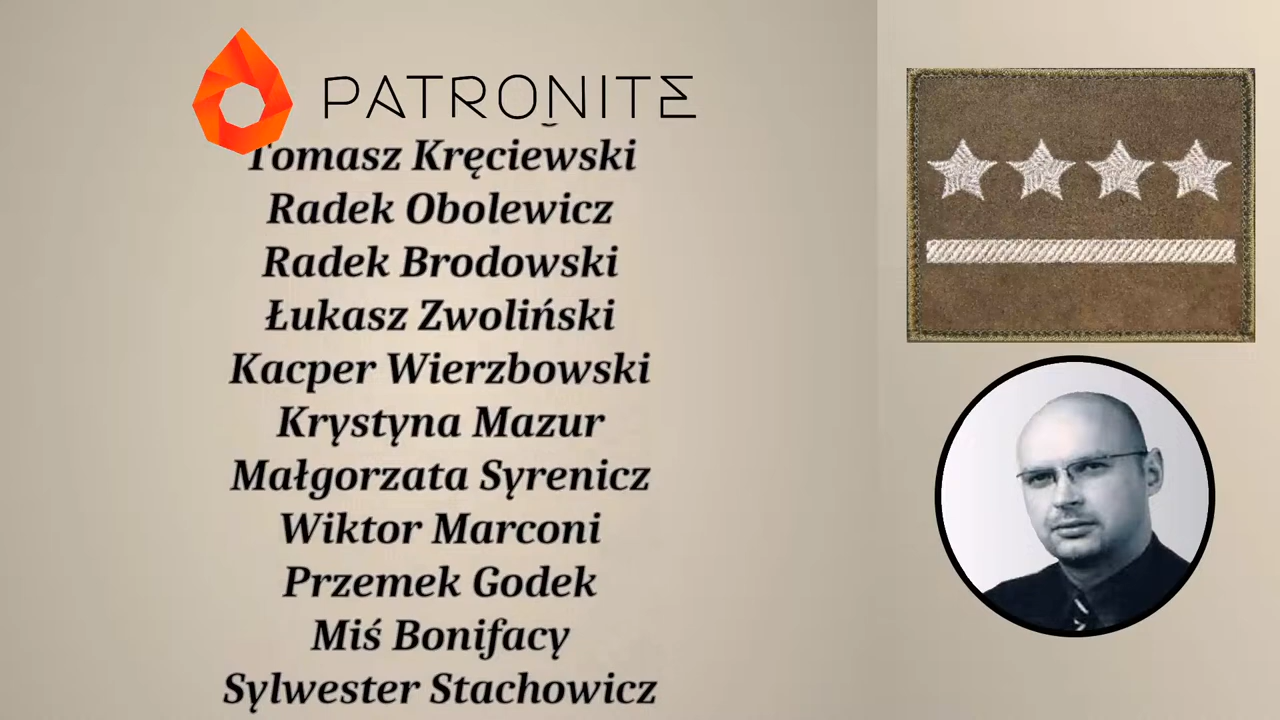 PATRONITE
Tomasz Kręciewski
Radek Obolewicz
Radek Brodowski
Łukasz Zwoliński
Kacper Wierzbowski
Krystyna Mazur
Małgorzata Syrenicz
Wiktor Marconi
Przemek Godek
Miś Bonifacy
Sylwester Stachowicz